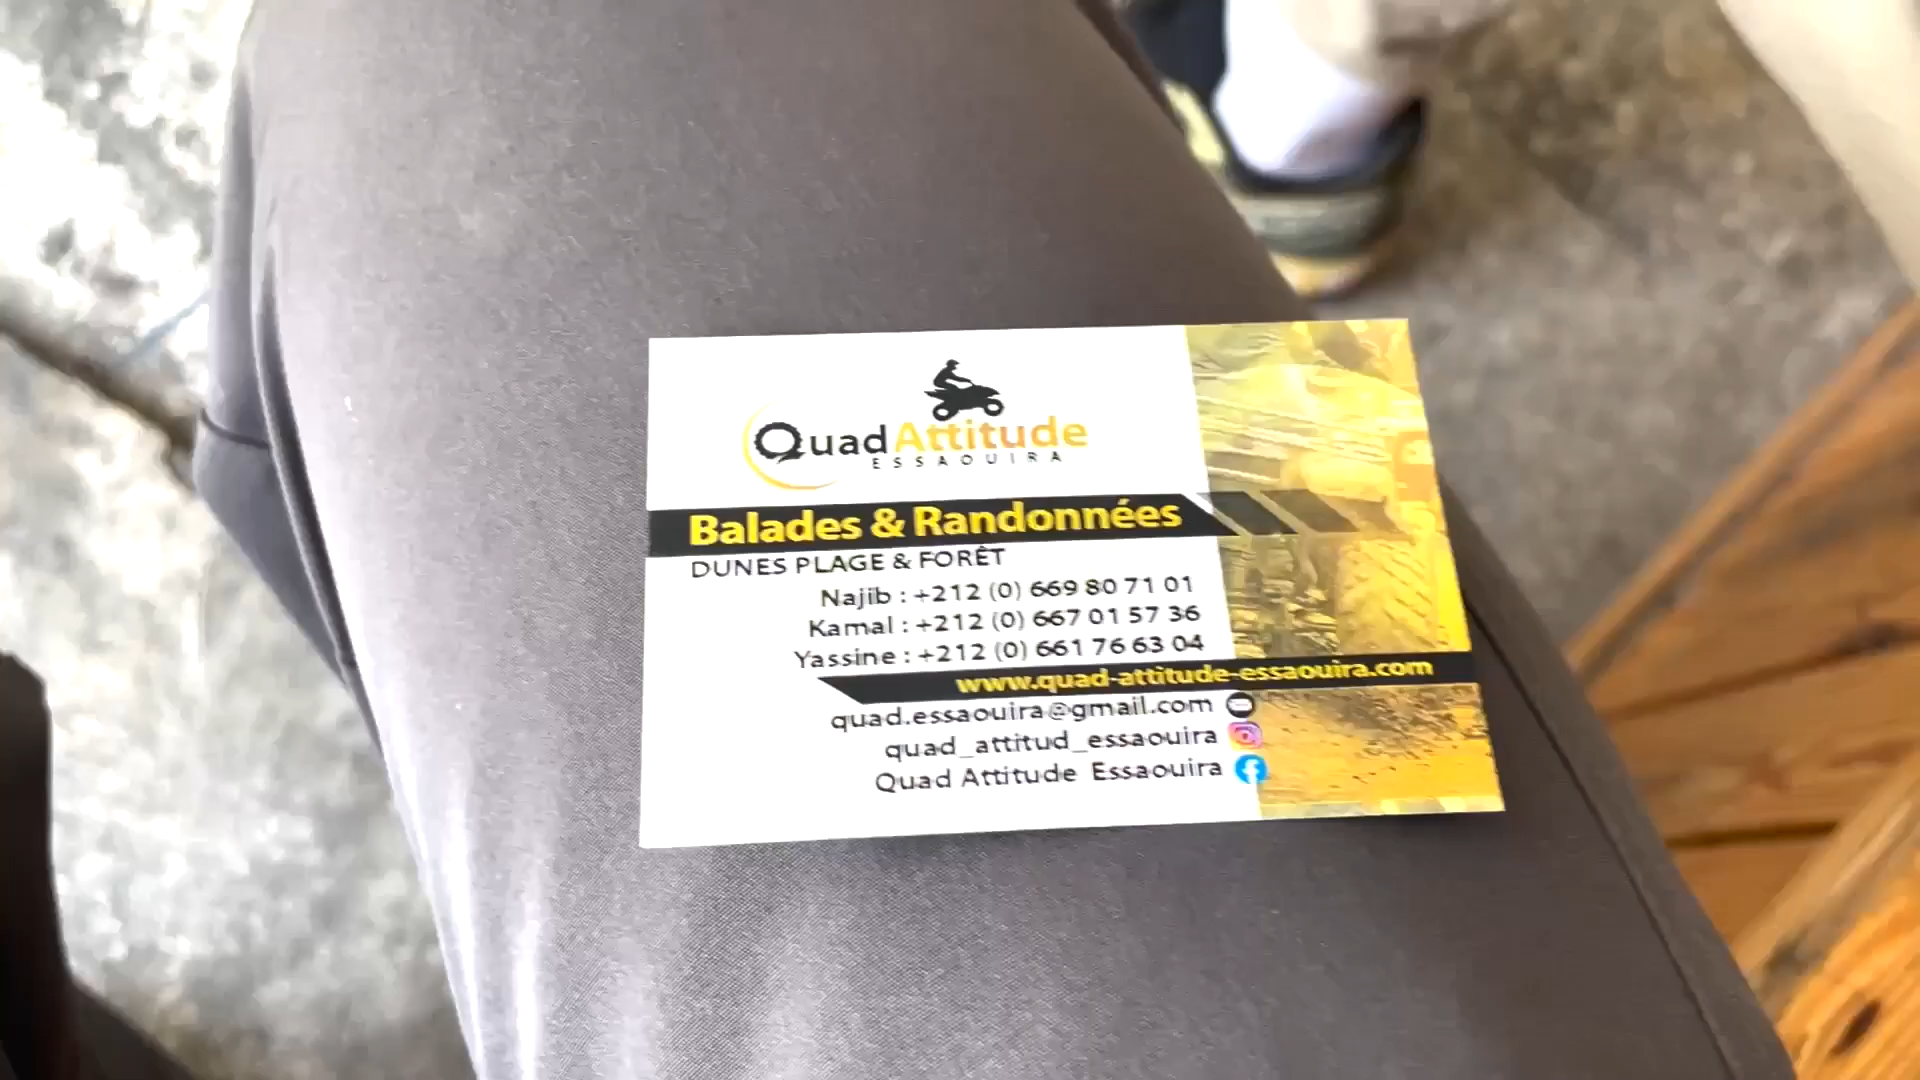 Quad Attitude
ESSAOUIRA
Balades & Randonnées
DUNES PLAGE & FORÊT
Najib : +212 (0) 669 80 71 01
Kamal : +212 (0) 667 01 57 36
Yassine : +212 (0) 661 76 63 04
www.quad-attitude-essaouira.com
quad.essaouira@gmail.com
quad_attitud_essaouira
Quad Attitude Essaouira